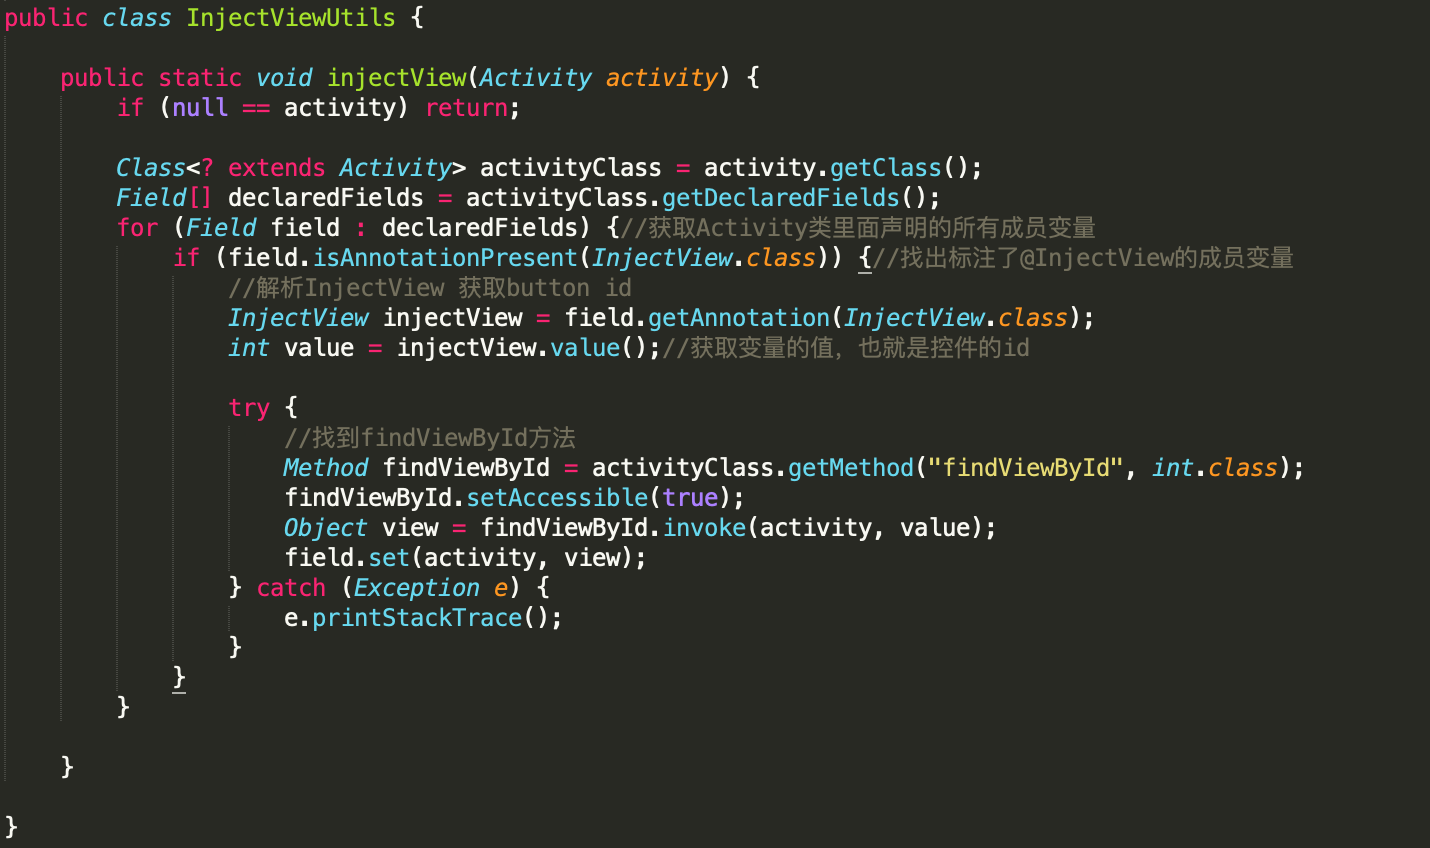 public class InjectViewUtils {
public static void injectView(Activity activity) {
if (null == activity) return;
Class<? extends Activity> activityClass = activity.getClass();
Field[] declaredFields = activityClass.getDeclaredFields();
for (Field field : declaredFields) {//获取Activity类里面声明的所有成员变量
if (field.isAnnotationPresent(InjectView.class)) {//找出标注了@InjectView的成员变量
//解析InjectView 获取button id
InjectView injectView = field.getAnnotation(InjectView.class);
int value = injectView.value();//获取变量的值，也就是控件的id
try {
//找到findViewById方法
Method findViewById = activityClass.getMethod("findViewById", int.class);
findViewById.setAccessible(true);
Object view = findViewById.invoke(activity, value);
field.set(activity, view);
} catch (Exception e) {
e.printStackTrace();
}
}
}
}
}